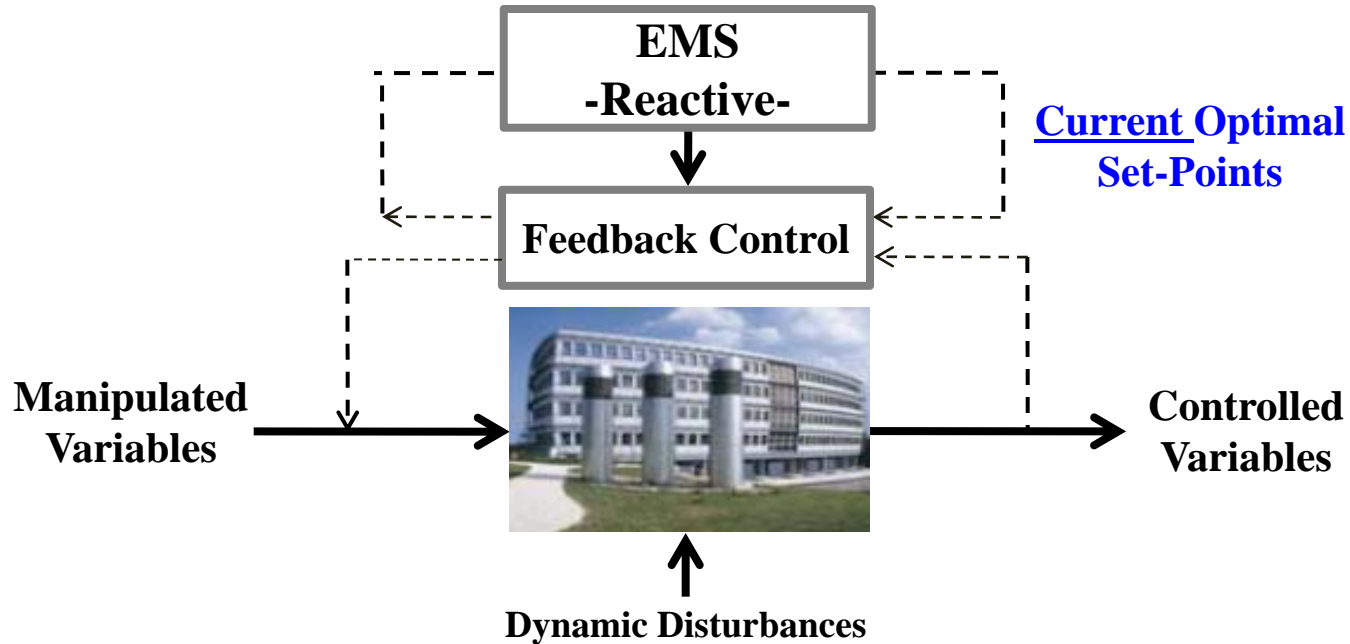 EMS
-Reactive-
Current Optimal
Set-Points
Feedback Control
Manipulated
Variables
Controlled
Variables
Dynamic Disturbances